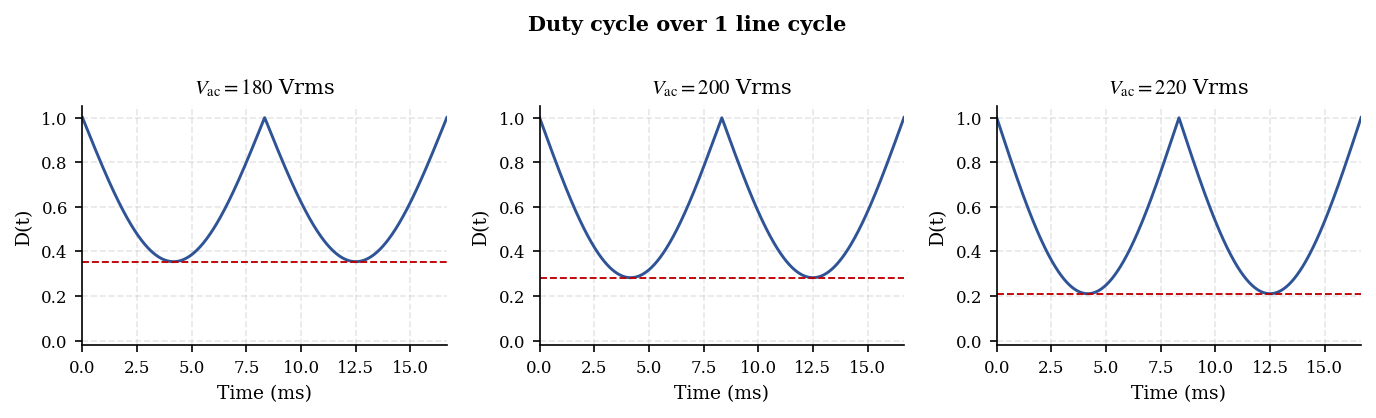 Duty cycle over 1 line cycle
Vac = 180 Vrms
D(t)
1.0
0.8
0.6
0.4
0.2
0.0
0.0 2.5 5.0 7.5 10.0 12.5 15.0
Time (ms)
Vac = 200 Vrms
D(t)
1.0
0.8
0.6
0.4
0.2
0.0
0.0 2.5 5.0 7.5 10.0 12.5 15.0
Time (ms)
Vac = 220 Vrms
D(t)
1.0
0.8
0.6
0.4
0.2
0.0
0.0 2.5 5.0 7.5 10.0 12.5 15.0
Time (ms)